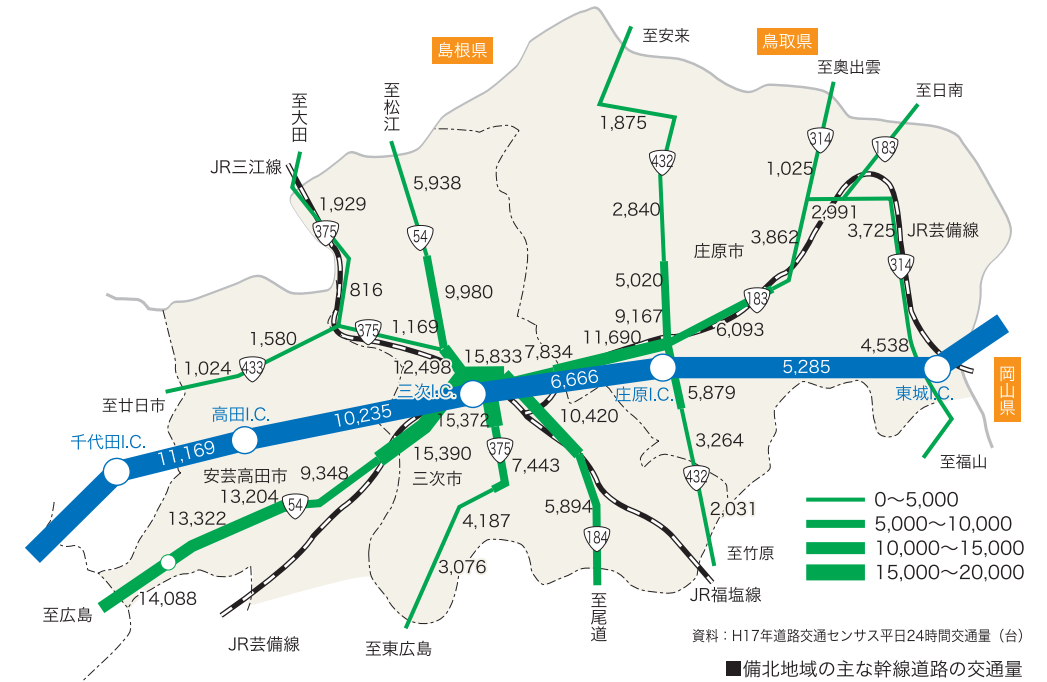 島根県
至安来
鳥取県
至奥出雲
至日南
至松江
至大田
JR三江線
1,875
314
183
432
1,025
5,938
1,929
2,840
2,991
375
54
3,862
3,725
JR芸備線
庄原市
314
816
9,980
5,020
183
9,167
6,093
1,580
375
1,169
11,690
4,538
15,833
7,834
1,024
433
12,498
5,285
岡山県
6,666
至廿日市
三次I.C.
庄原I.C.
5,879
東城I.C.
高田I.C.
10,235
15,372
10,420
千代田I.C.
11,169
15,390
375
3,264
至福山
安芸高田市
9,348
三次市
7,443
432
13,204
54
0～5,000
5,894
2,031
13,322
4,187
5,000～10,000
184
10,000～15,000
至竹原
3,076
15,000～20,000
14,088
JR福塩線
至広島
至尾道
JR芸備線
至東広島
資料：H17年道路交通センサス平日24時間交通量（台）
■備北地域の主な幹線道路の交通量